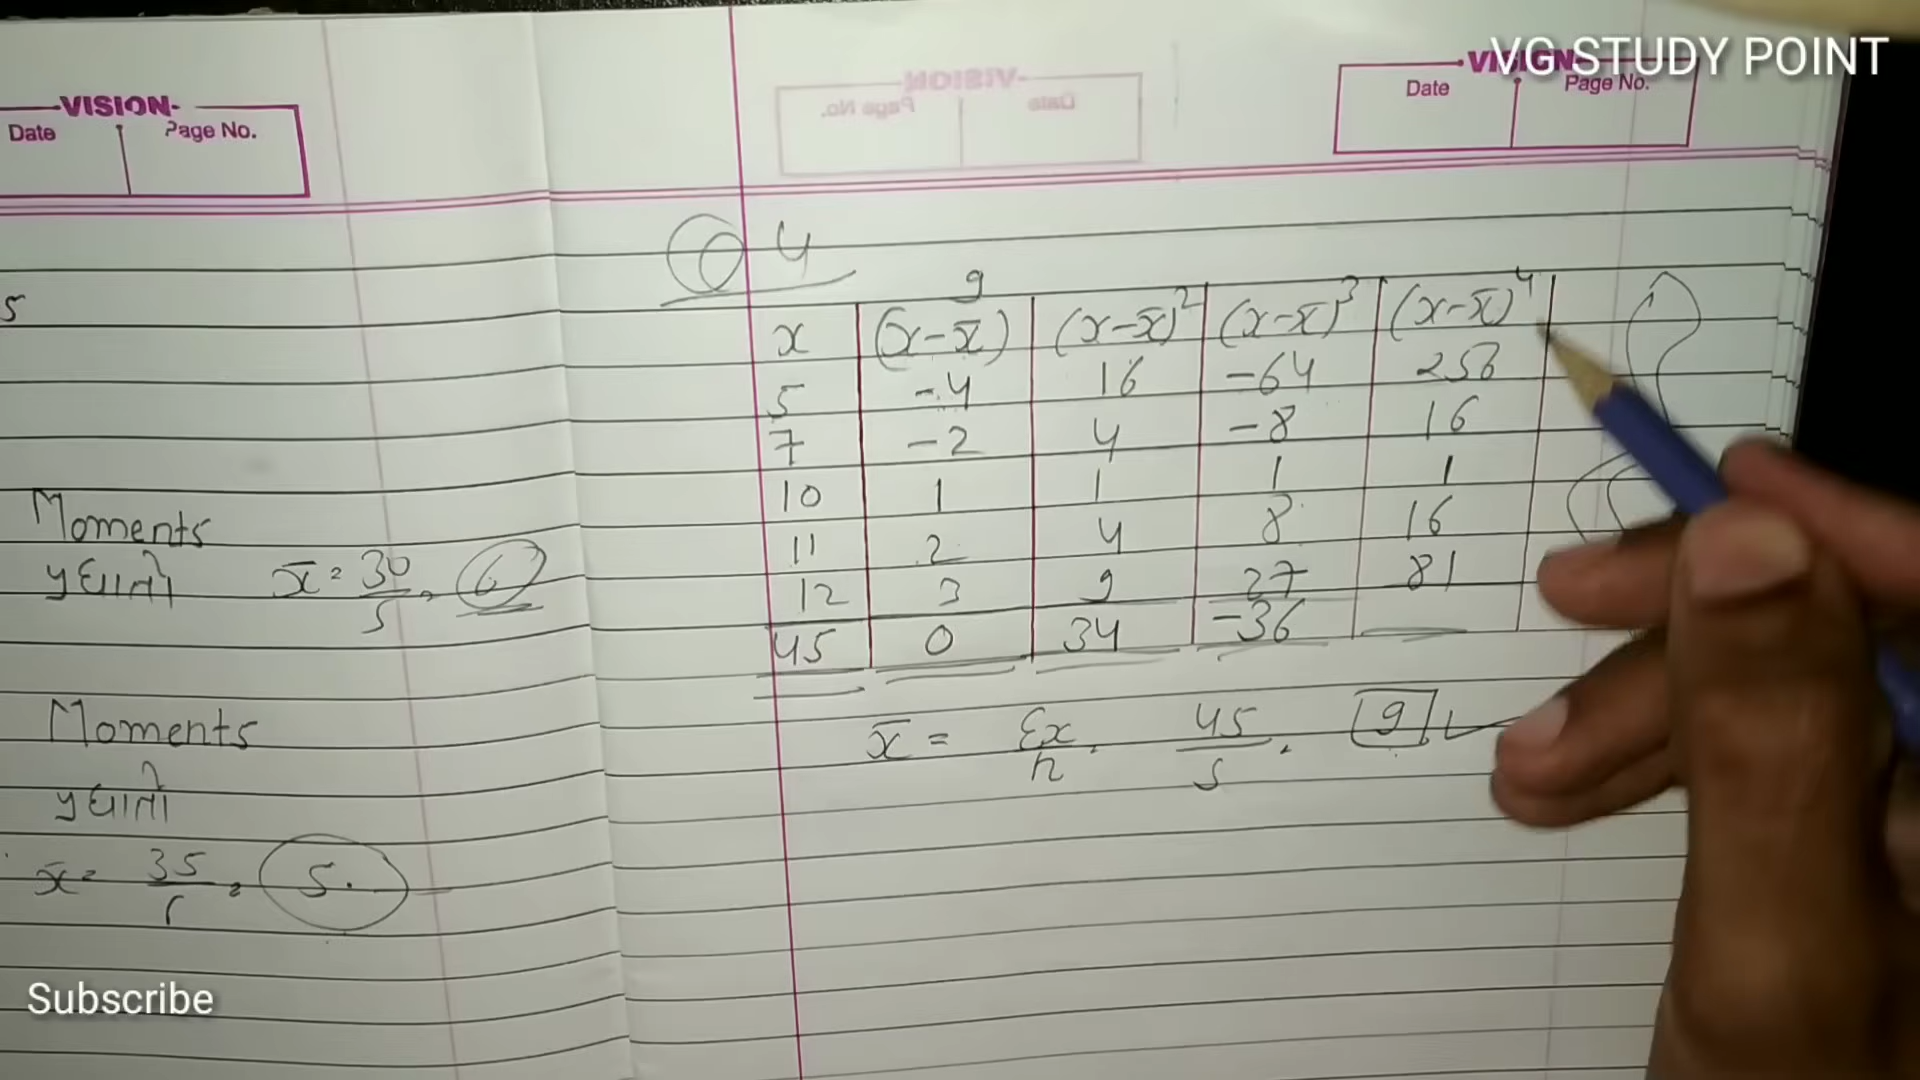 VG STUDY POINT
-VISION-
Date Page No.
-VISION-
Date Page No.
Date Page No.
5
Q 4
9
x (x-x̄) (x-x̄)² (x-x̄)³ (x-x̄)⁴
5 -4 16 -64 256
7 -2 4 -8 16
10 1 1 1 1
11 2 4 8 16
12 3 9 27 81
45 0 34 -36
x̄ = Σx/n . 45/5 . 9
Moments
x̄ = 30/5 = 6
Moments
x̄ = 35/ = 5.
Subscribe